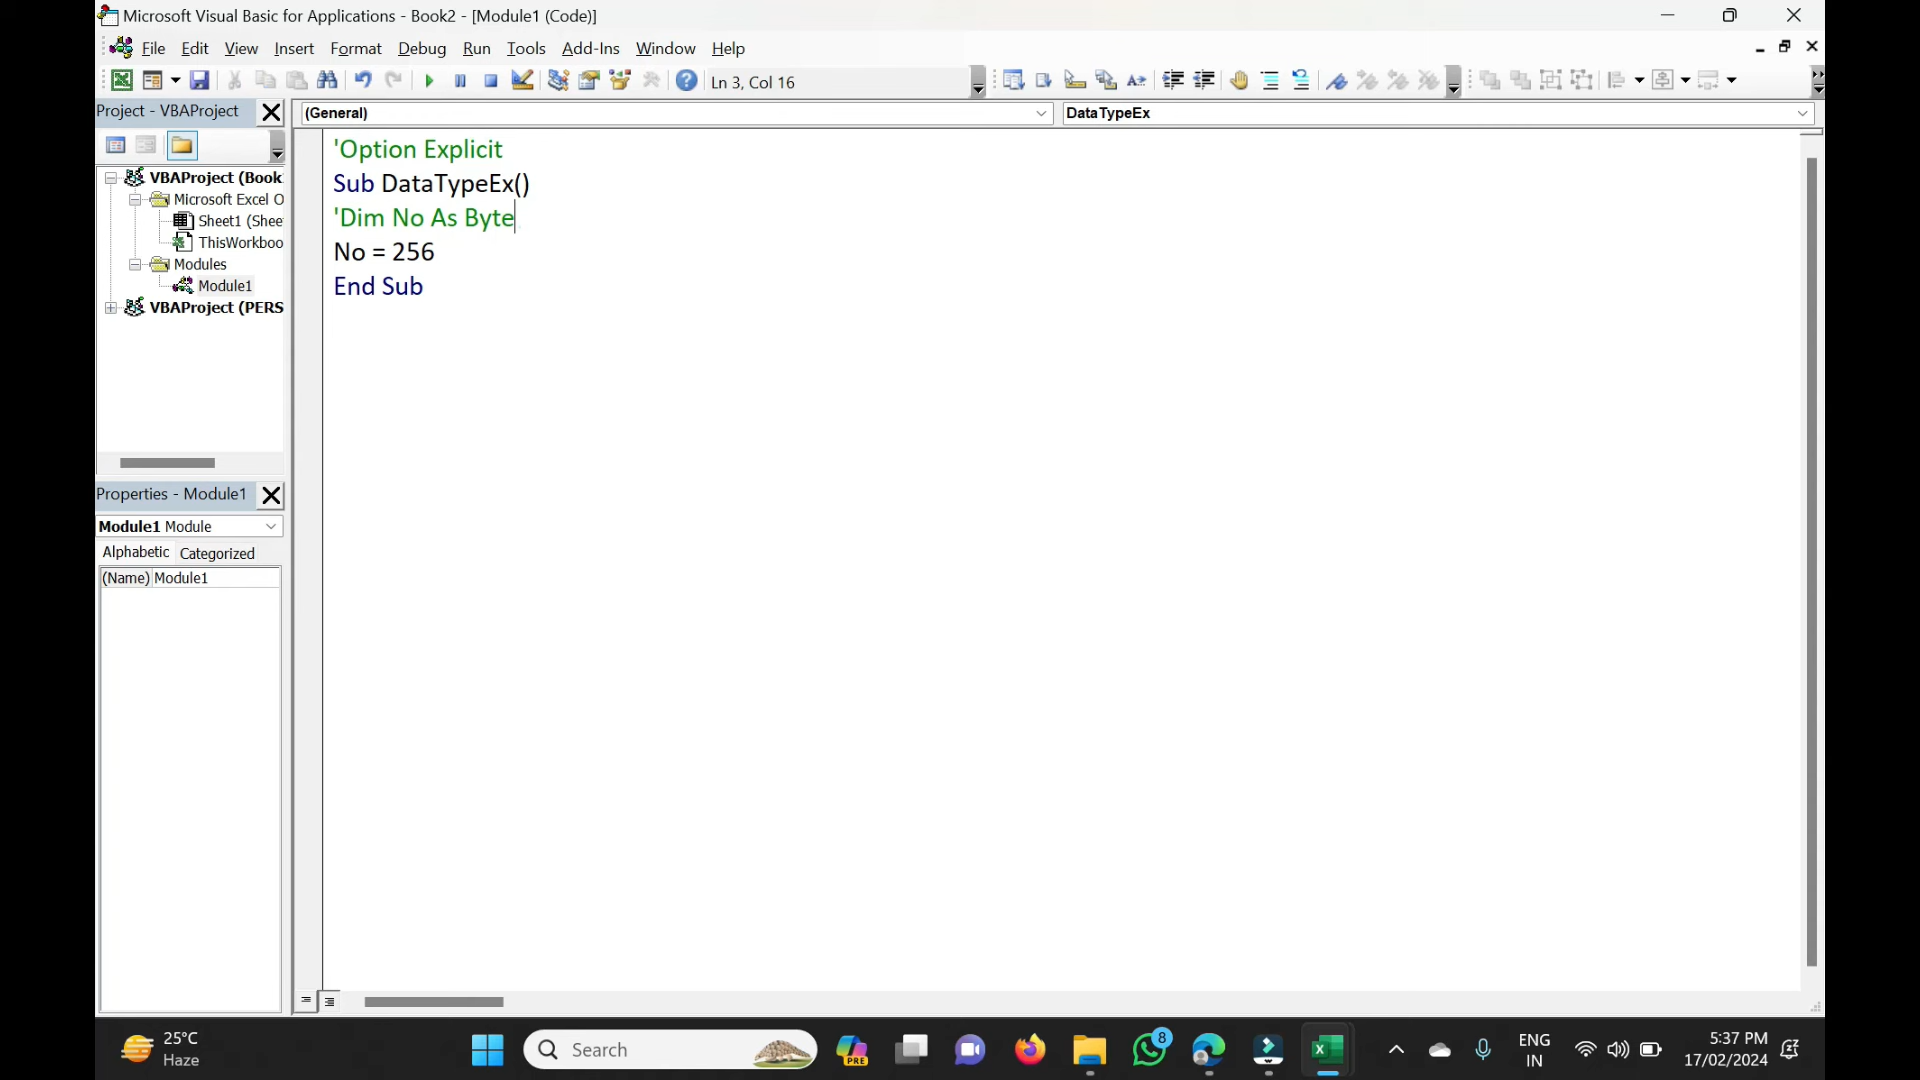 Microsoft Visual Basic for Applications - Book2 - [Module1 (Code)]
File Edit View Insert Format Debug Run Tools Add-Ins Window Help
Ln 3, Col 16
Project - VBAProject
(General)
DataTypeEx
VBAProject (Book
Microsoft Excel O
Sheet1 (Shee
ThisWorkboo
Modules
Module1
VBAProject (PERS
'Option Explicit
Sub DataTypeEx()
'Dim No As Byte
No = 256
End Sub
Properties - Module1
Module1 Module
Alphabetic Categorized
(Name) Module1
25°C
Haze
Search
PRE
8
ENG
IN
5:37 PM
17/02/2024